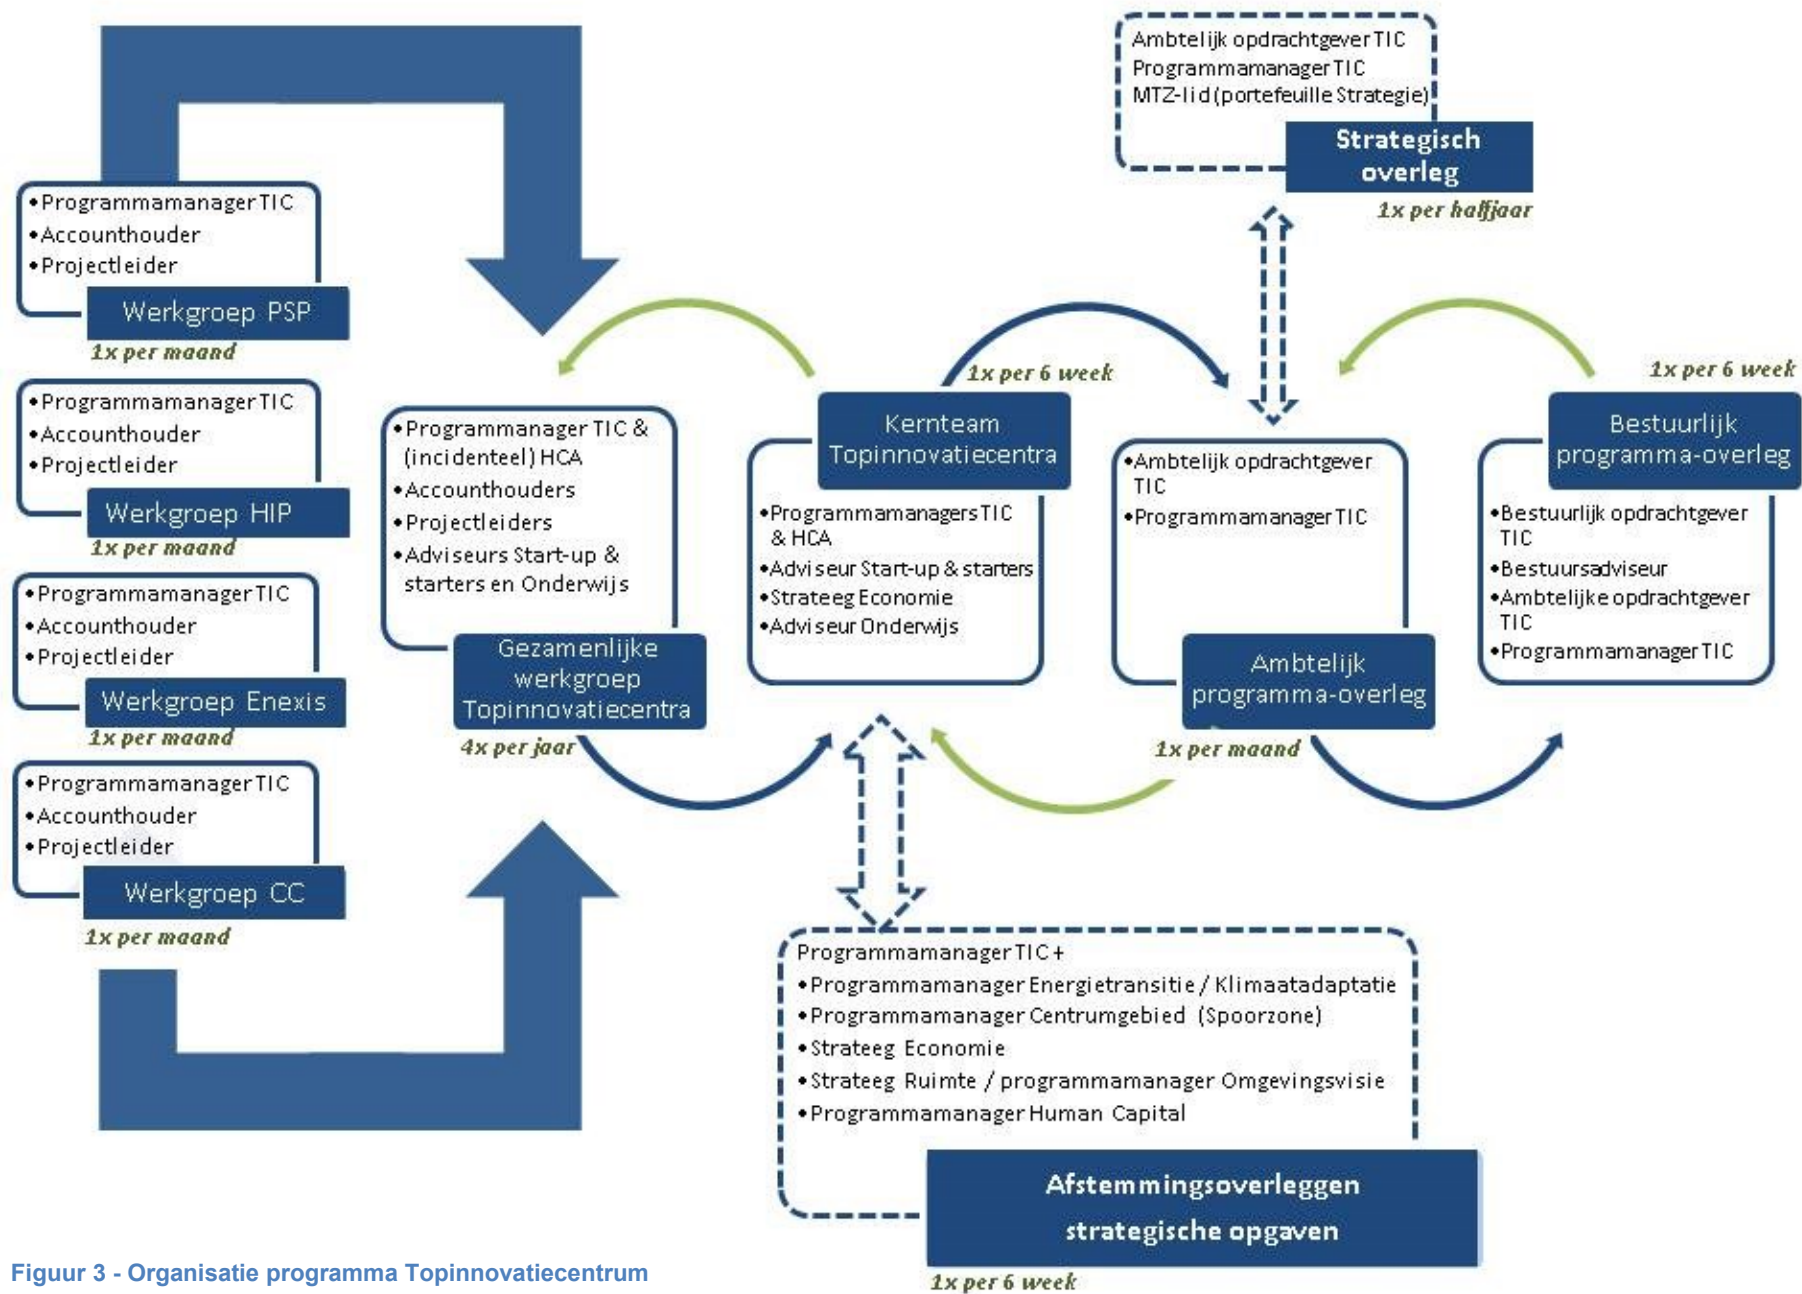 •Programmamanager TIC
•Accounthouder
•Projectleider
Werkgroep PSP
1x per maand
•Programmamanager TIC
•Accounthouder
•Projectleider
Werkgroep HIP
1x per maand
•Programmamanager TIC
•Accounthouder
•Projectleider
Werkgroep Enexis
1x per maand
•Programmamanager TIC
•Accounthouder
•Projectleider
Werkgroep CC
1x per maand
•Programmanager TIC &
(incidenteel) HCA
•Accounthouders
•Projectleiders
•Adviseurs Start-up &
starters en Onderwijs
Gezamenlijke
werkgroep
Topinnovatiecentra
4x per jaar
1x per 6 week
Kernteam
Topinnovatiecentra
•Programmamanagers TIC
& HCA
•Adviseur Start-up & starters
•Strateeg Economie
•Adviseur Onderwijs
Ambtelijk opdrachtgever TIC
Programmamanager TIC
MTZ-lid (portefeuille Strategie)
Strategisch
overleg
1x per halfjaar
•Ambtelijk opdrachtgever
TIC
•Programmamanager TIC
Ambtelijk
programma-overleg
1x per maand
1x per 6 week
Bestuurlijk
programma-overleg
•Bestuurlijk opdrachtgever
TIC
•Bestuursadviseur
•Ambtelijke opdrachtgever
TIC
•Programmamanager TIC
Programmamanager TIC +
•Programmamanager Energietransitie / Klimaatadaptatie
•Programmamanager Centrumgebied (Spoorzone)
•Strateeg Economie
•Strateeg Ruimte / programmamanager Omgevingsvisie
•Programmamanager Human Capital
Afstemmingsoverleggen
strategische opgaven
1x per 6 week
Figuur 3 - Organisatie programma Topinnovatiecentrum